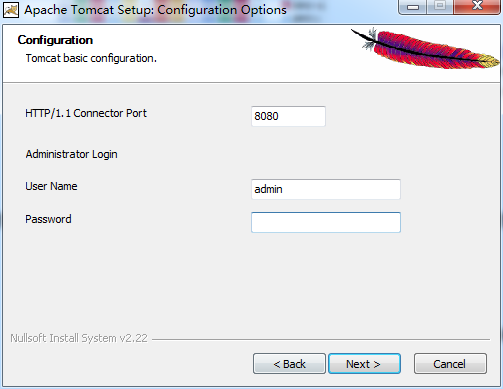 Apache Tomcat Setup: Configuration Options
Configuration
Tomcat basic configuration.
HTTP/1.1 Connector Port 8080
Administrator Login
User Name admin
Password
Nullsoft Install System v2.22
< Back Next > Cancel